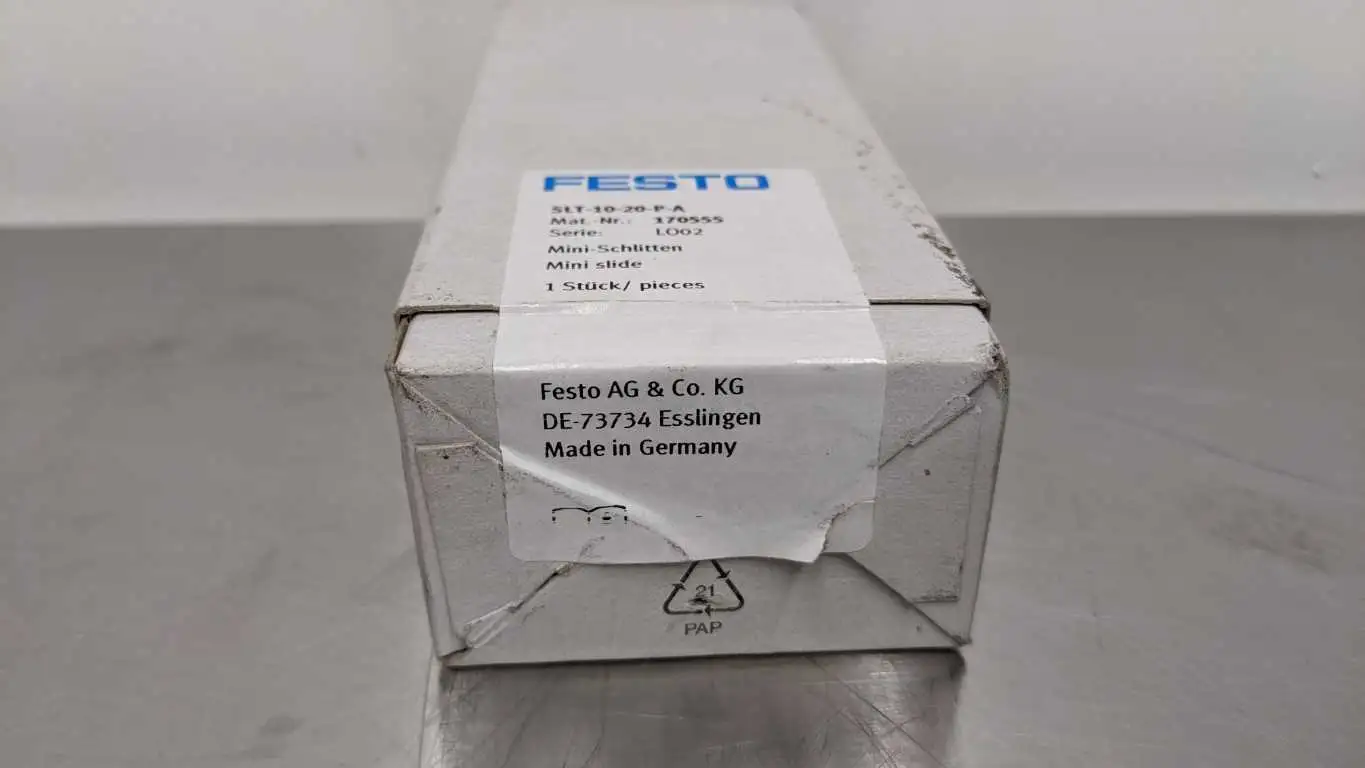 FESTO
SLT-10-20-P-A
Mat.-Nr.: 170555
Serie: L002
Mini-Schlitten
Mini slide
1 Stück/ pieces
Festo AG & Co. KG
DE-73734 Esslingen
Made in Germany
21
PAP